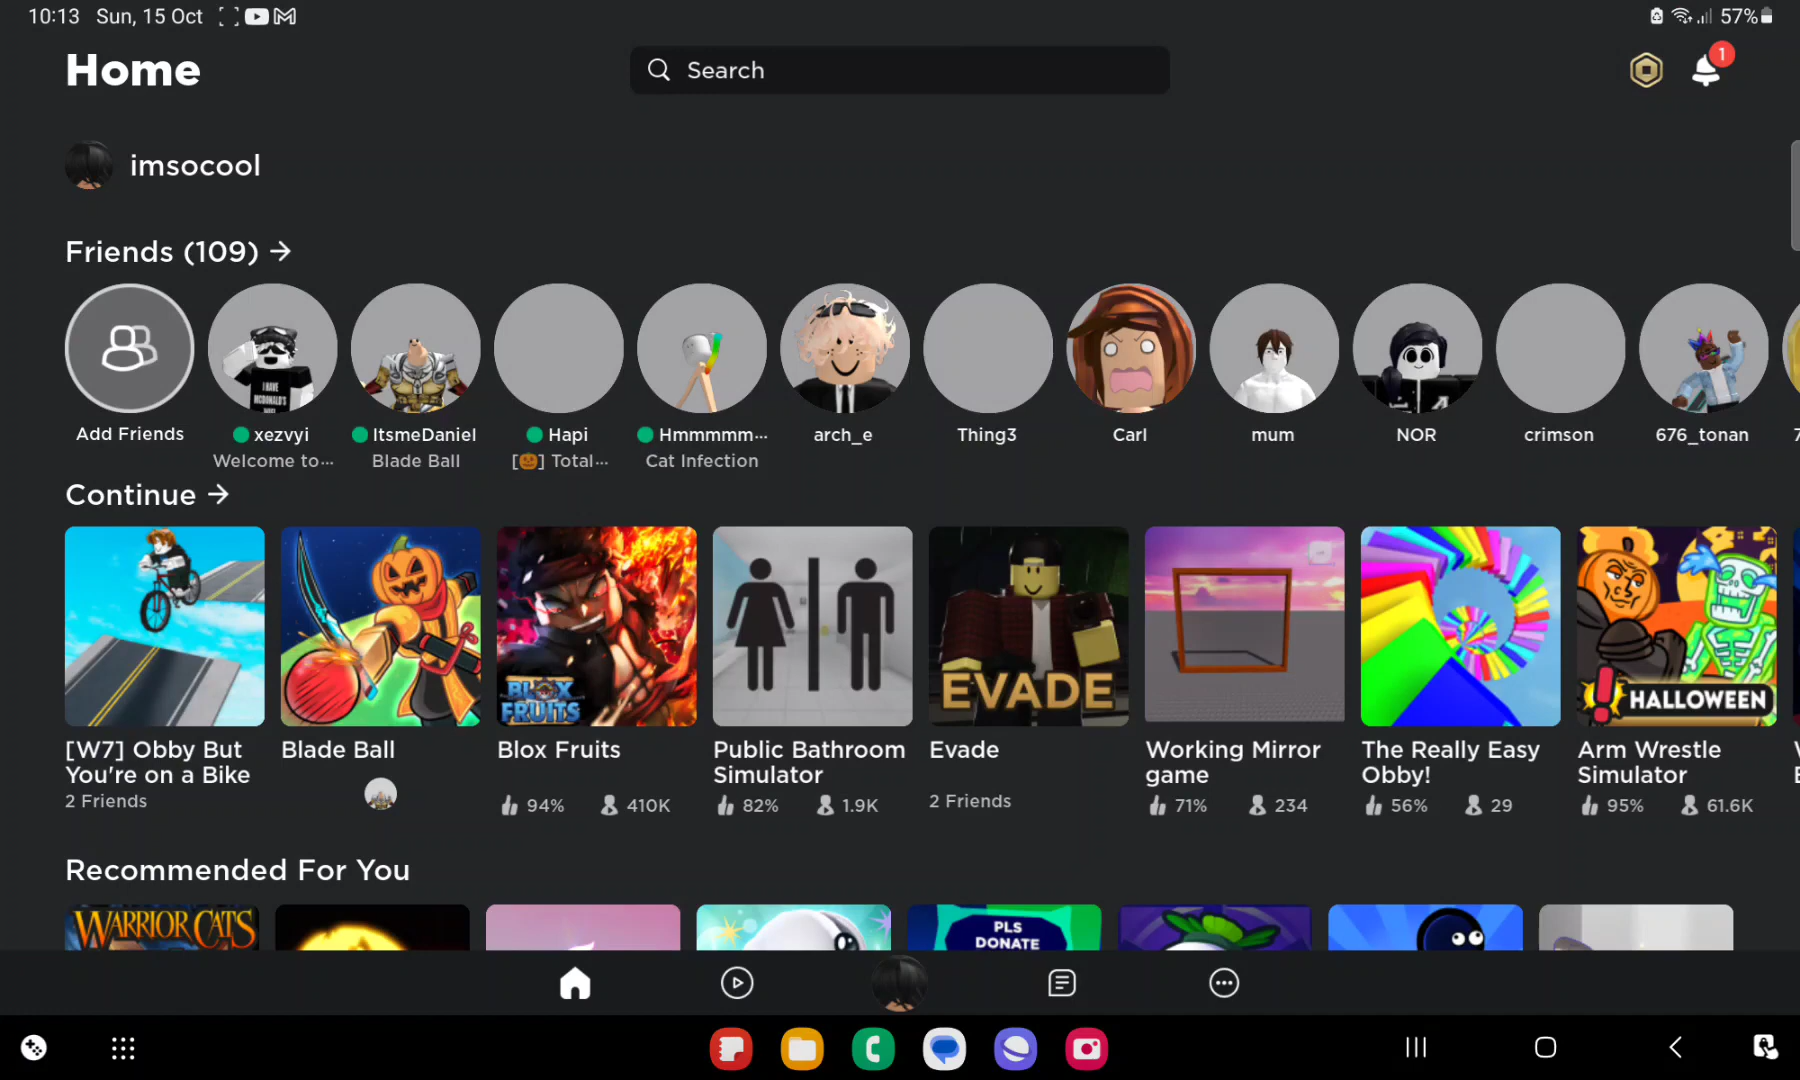 10:13 Sun, 15 Oct
57%
Home
Search
1
imsocool
Friends (109) →
I HAVE
MCDONALD'S
Add Friends
xezvyi
ItsmeDaniel
Hapi
Hmmmmm...
arch_e
Thing3
Carl
mum
NOR
crimson
676_tonan
Welcome to...
Blade Ball
[🎃] Total...
Cat Infection
Continue →
BLOX
FRUITS
EVADE
HALLOWEEN
[W7] Obby But
You're on a Bike
2 Friends
Blade Ball
Blox Fruits
94% 410K
Public Bathroom
Simulator
82% 1.9K
Evade
2 Friends
Working Mirror
game
71% 234
The Really Easy
Obby!
56% 29
Arm Wrestle
Simulator
95% 61.6K
Recommended For You
WARRIOR CATS
PLS
DONATE